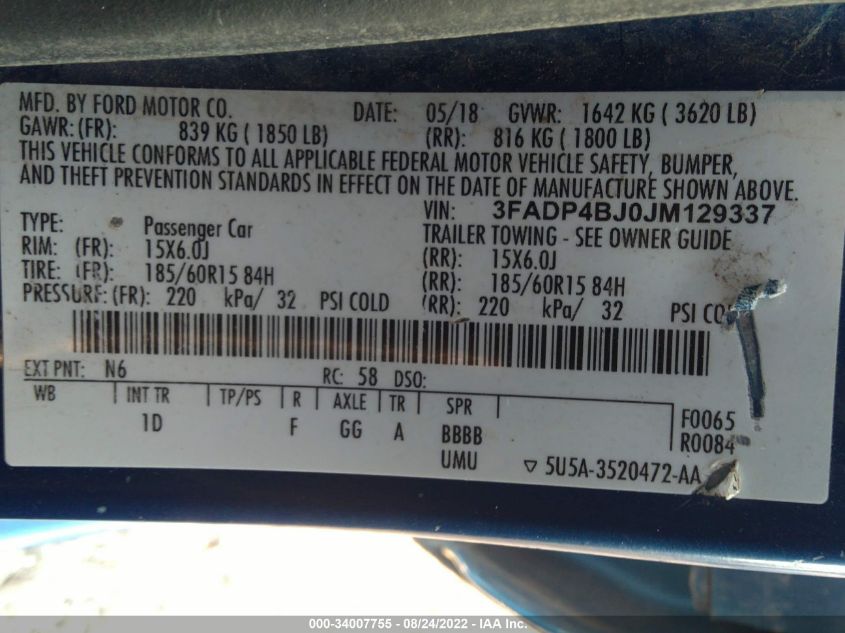 MFD. BY FORD MOTOR CO. DATE: 05/18 GVWR: 1642 KG ( 3620 LB)
GAWR: (FR): 839 KG ( 1850 LB) (RR): 816 KG ( 1800 LB)
THIS VEHICLE CONFORMS TO ALL APPLICABLE FEDERAL MOTOR VEHICLE SAFETY, BUMPER,
AND THEFT PREVENTION STANDARDS IN EFFECT ON THE DATE OF MANUFACTURE SHOWN ABOVE.
VIN: 3FADP4BJ0JM129337
TYPE: Passenger Car TRAILER TOWING - SEE OWNER GUIDE
RIM: (FR): 15X6.0J (RR): 15X6.0J
TIRE: (FR): 185/60R15 84H (RR): 185/60R15 84H
PRESSURE: (FR): 220 kPa/ 32 PSI COLD (RR): 220 kPa/ 32 PSI CO
EXT PNT: N6 RC: 58 DSO:
WB INT TR TP/PS R AXLE TR SPR
1D F GG A BBBB
UMU
F0065
R0084
5U5A-3520472-AA
000-34007755 - 08/24/2022 - IAA Inc.